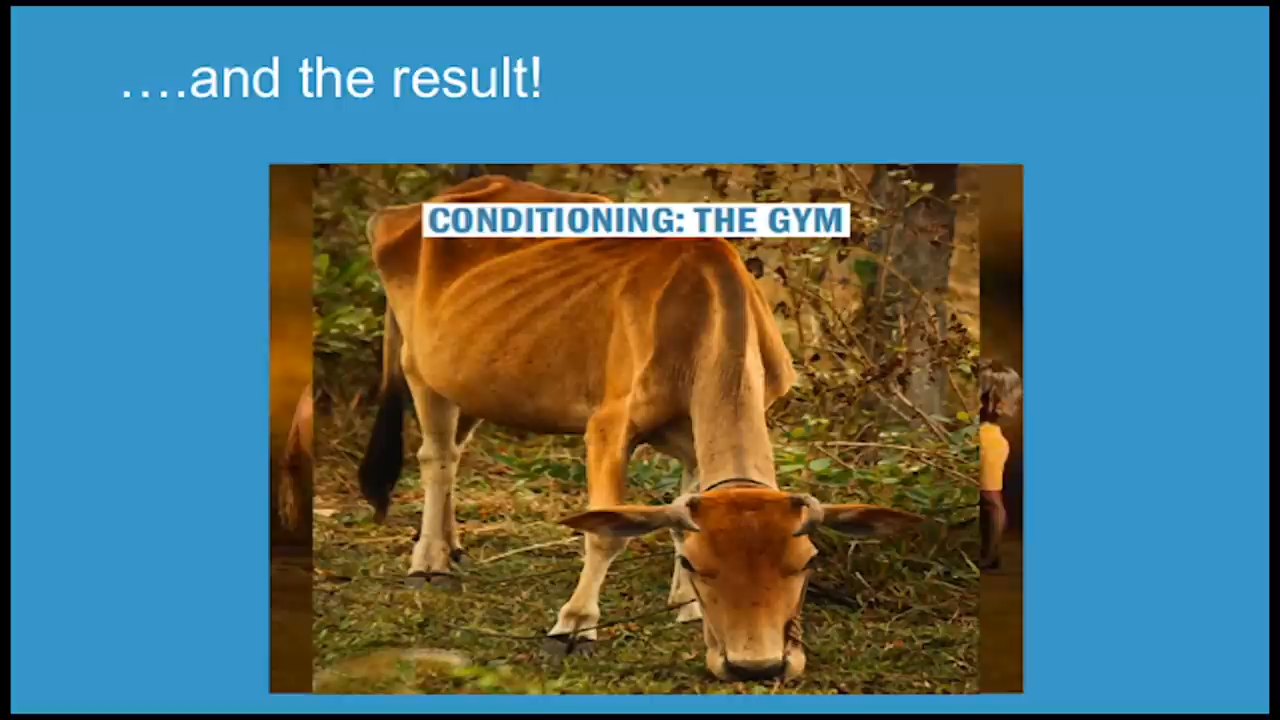 ….and the result!
CONDITIONING: THE GYM